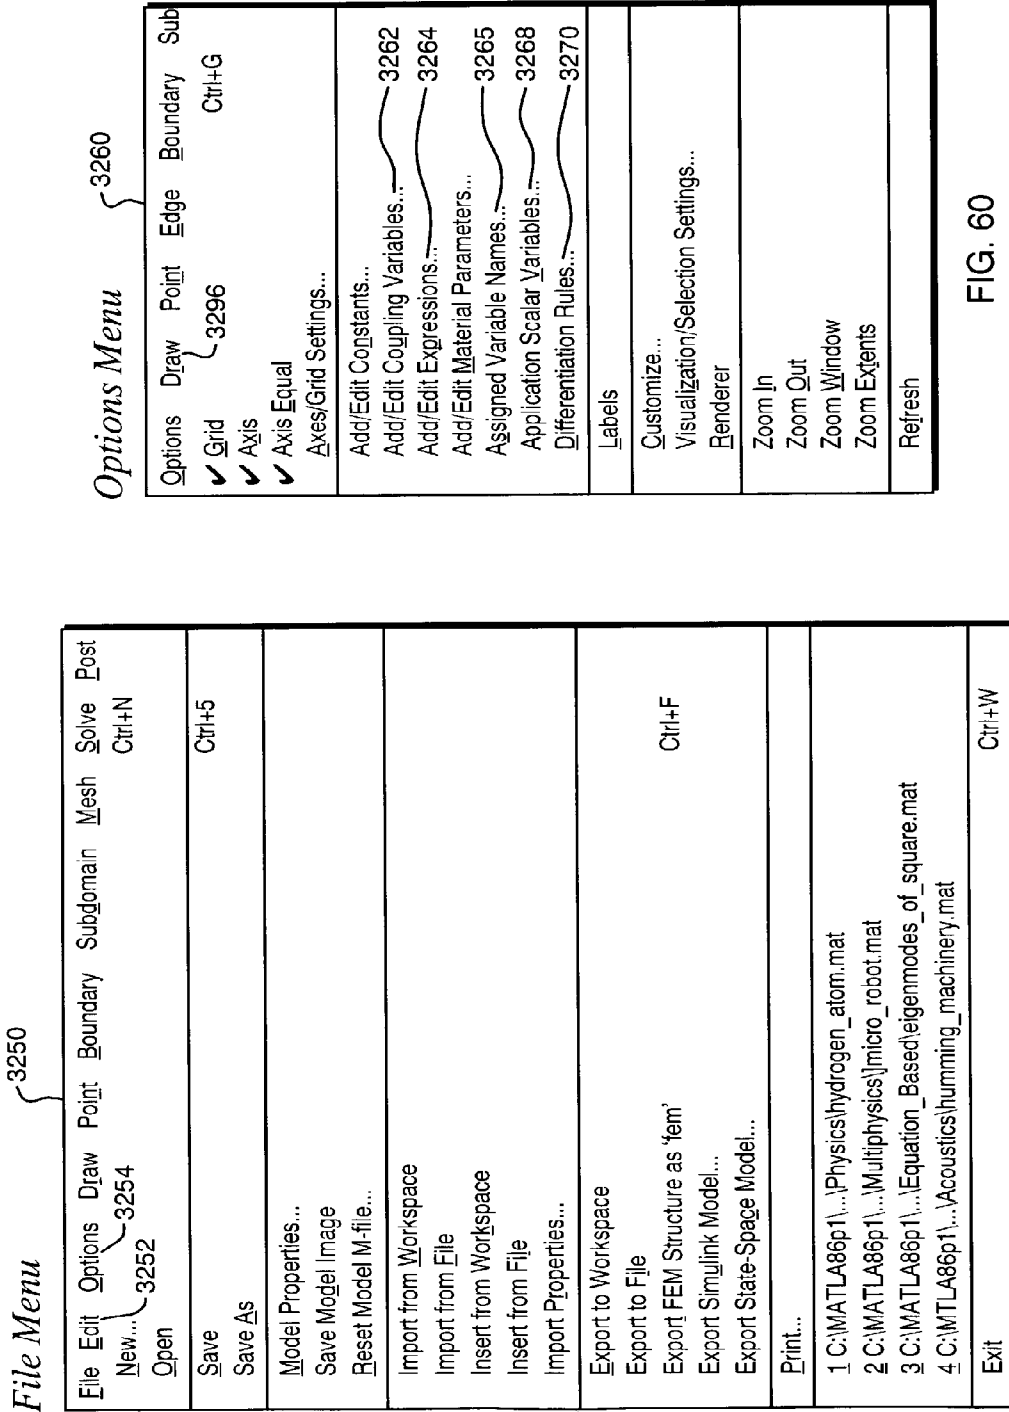 File Menu
3250
File Edit Options Draw Point Boundary Subdomain Mesh Solve Post
3254
New... 3252 Ctrl+N
Open
Save Ctrl+5
Save As
Model Properties...
Save Model Image
Reset Model M-file...
Import from Workspace
Import from File
Insert from Workspace
Insert from File
Import Properties...
Export to Workspace
Export to File
Export FEM Structure as 'fem' Ctrl+F
Export Simulink Model...
Export State-Space Model...
Print...
1 C:\MATLA86p1\...\Physics\hydrogen_atom.mat
2 C:\MATLA86p1\...\Multiphysics\]micro_robot.mat
3 C:\MATLA86p1\...\Equation_Based\eigenmodes_of_square.mat
4 C:\MTLA86p1\...\Acoustics\humming_machinery.mat
Exit Ctrl+W
Options Menu
3260
Options Draw Point Edge Boundary Sub
✔ Grid 3296 Ctrl+G
✔ Axis
✔ Axis Equal
Axes/Grid Settings...
Add/Edit Constants...
Add/Edit Coupling Variables... 3262
Add/Edit Expressions... 3264
Add/Edit Material Parameters...
Assigned Variable Names... 3265
Application Scalar Variables... 3268
Differentiation Rules... 3270
Labels
Customize...
Visualization/Selection Settings...
Renderer
Zoom In
Zoom Out
Zoom Window
Zoom Extents
Refresh
FIG. 60